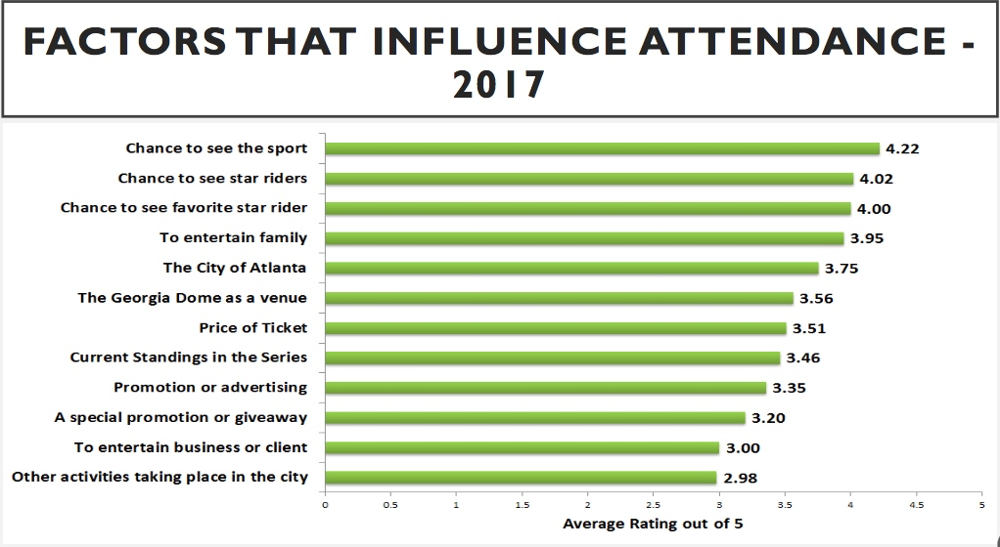 FACTORS THAT INFLUENCE ATTENDANCE -
2017
Chance to see the sport 4.22
Chance to see star riders 4.02
Chance to see favorite star rider 4.00
To entertain family 3.95
The City of Atlanta 3.75
The Georgia Dome as a venue 3.56
Price of Ticket 3.51
Current Standings in the Series 3.46
Promotion or advertising 3.35
A special promotion or giveaway 3.20
To entertain business or client 3.00
Other activities taking place in the city 2.98
0 0.5 1 1.5 2 2.5 3 3.5 4 4.5 5
Average Rating out of 5